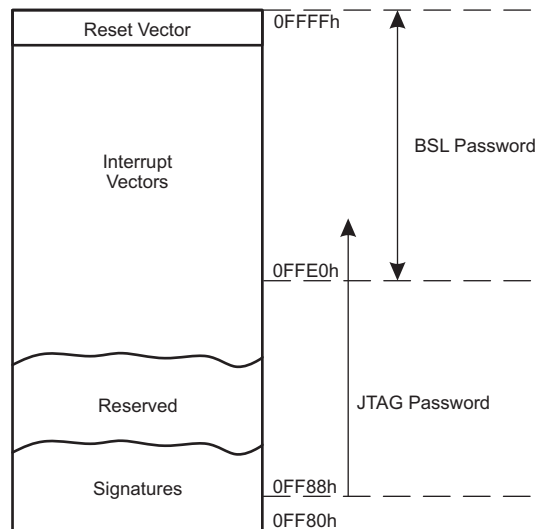 Reset Vector
0FFFFh
Interrupt
Vectors
BSL Password
0FFE0h
Reserved
JTAG Password
Signatures
0FF88h
0FF80h